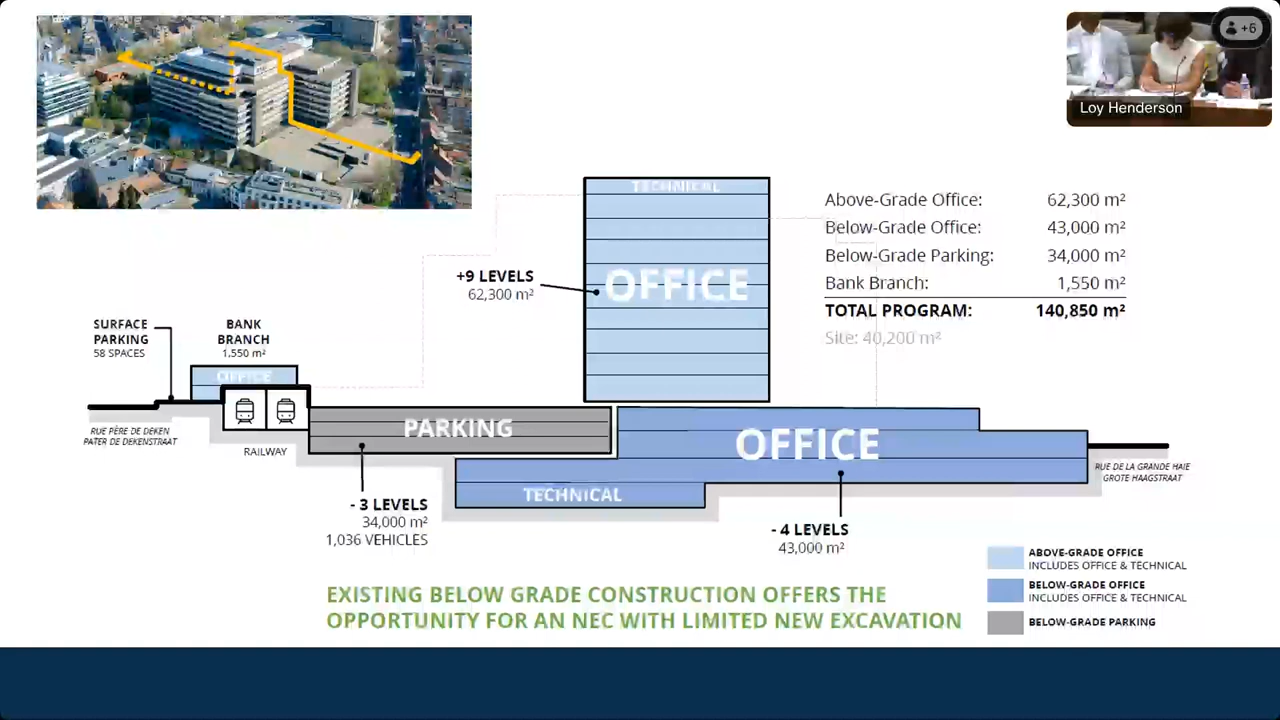 +6
Loy Henderson
TECHNICAL
OFFICE
+9 LEVELS
62,300 m²
Above-Grade Office: 62,300 m²
Below-Grade Office: 43,000 m²
Below-Grade Parking: 34,000 m²
Bank Branch: 1,550 m²
TOTAL PROGRAM: 140,850 m²
Site: 40,200 m²
SURFACE
PARKING
58 SPACES
BANK
BRANCH
1,550 m²
OFFICE
RUE PÈRE DE DEKEN
PATER DE DEKENSTRAAT
RAILWAY
PARKING
OFFICE
TECHNICAL
RUE DE LA GRANDE HAIE
GROTE HAAGSTRAAT
- 3 LEVELS
34,000 m²
1,036 VEHICLES
- 4 LEVELS
43,000 m²
ABOVE-GRADE OFFICE
INCLUDES OFFICE & TECHNICAL
BELOW-GRADE OFFICE
INCLUDES OFFICE & TECHNICAL
BELOW-GRADE PARKING
EXISTING BELOW GRADE CONSTRUCTION OFFERS THE
OPPORTUNITY FOR AN NEC WITH LIMITED NEW EXCAVATION